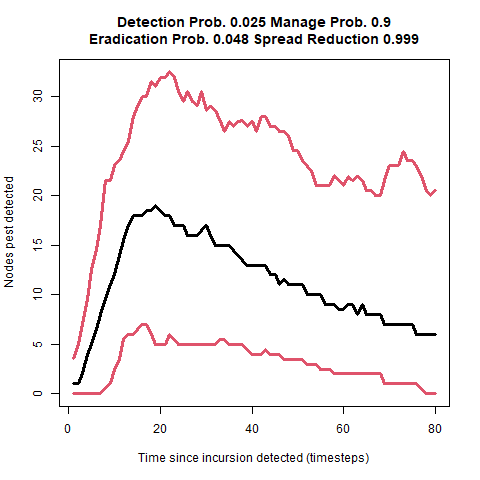 Detection Prob. 0.025 Manage Prob. 0.9
Eradication Prob. 0.048 Spread Reduction 0.999
Nodes pest detected
30
25
20
15
10
5
0
0 20 40 60 80
Time since incursion detected (timesteps)